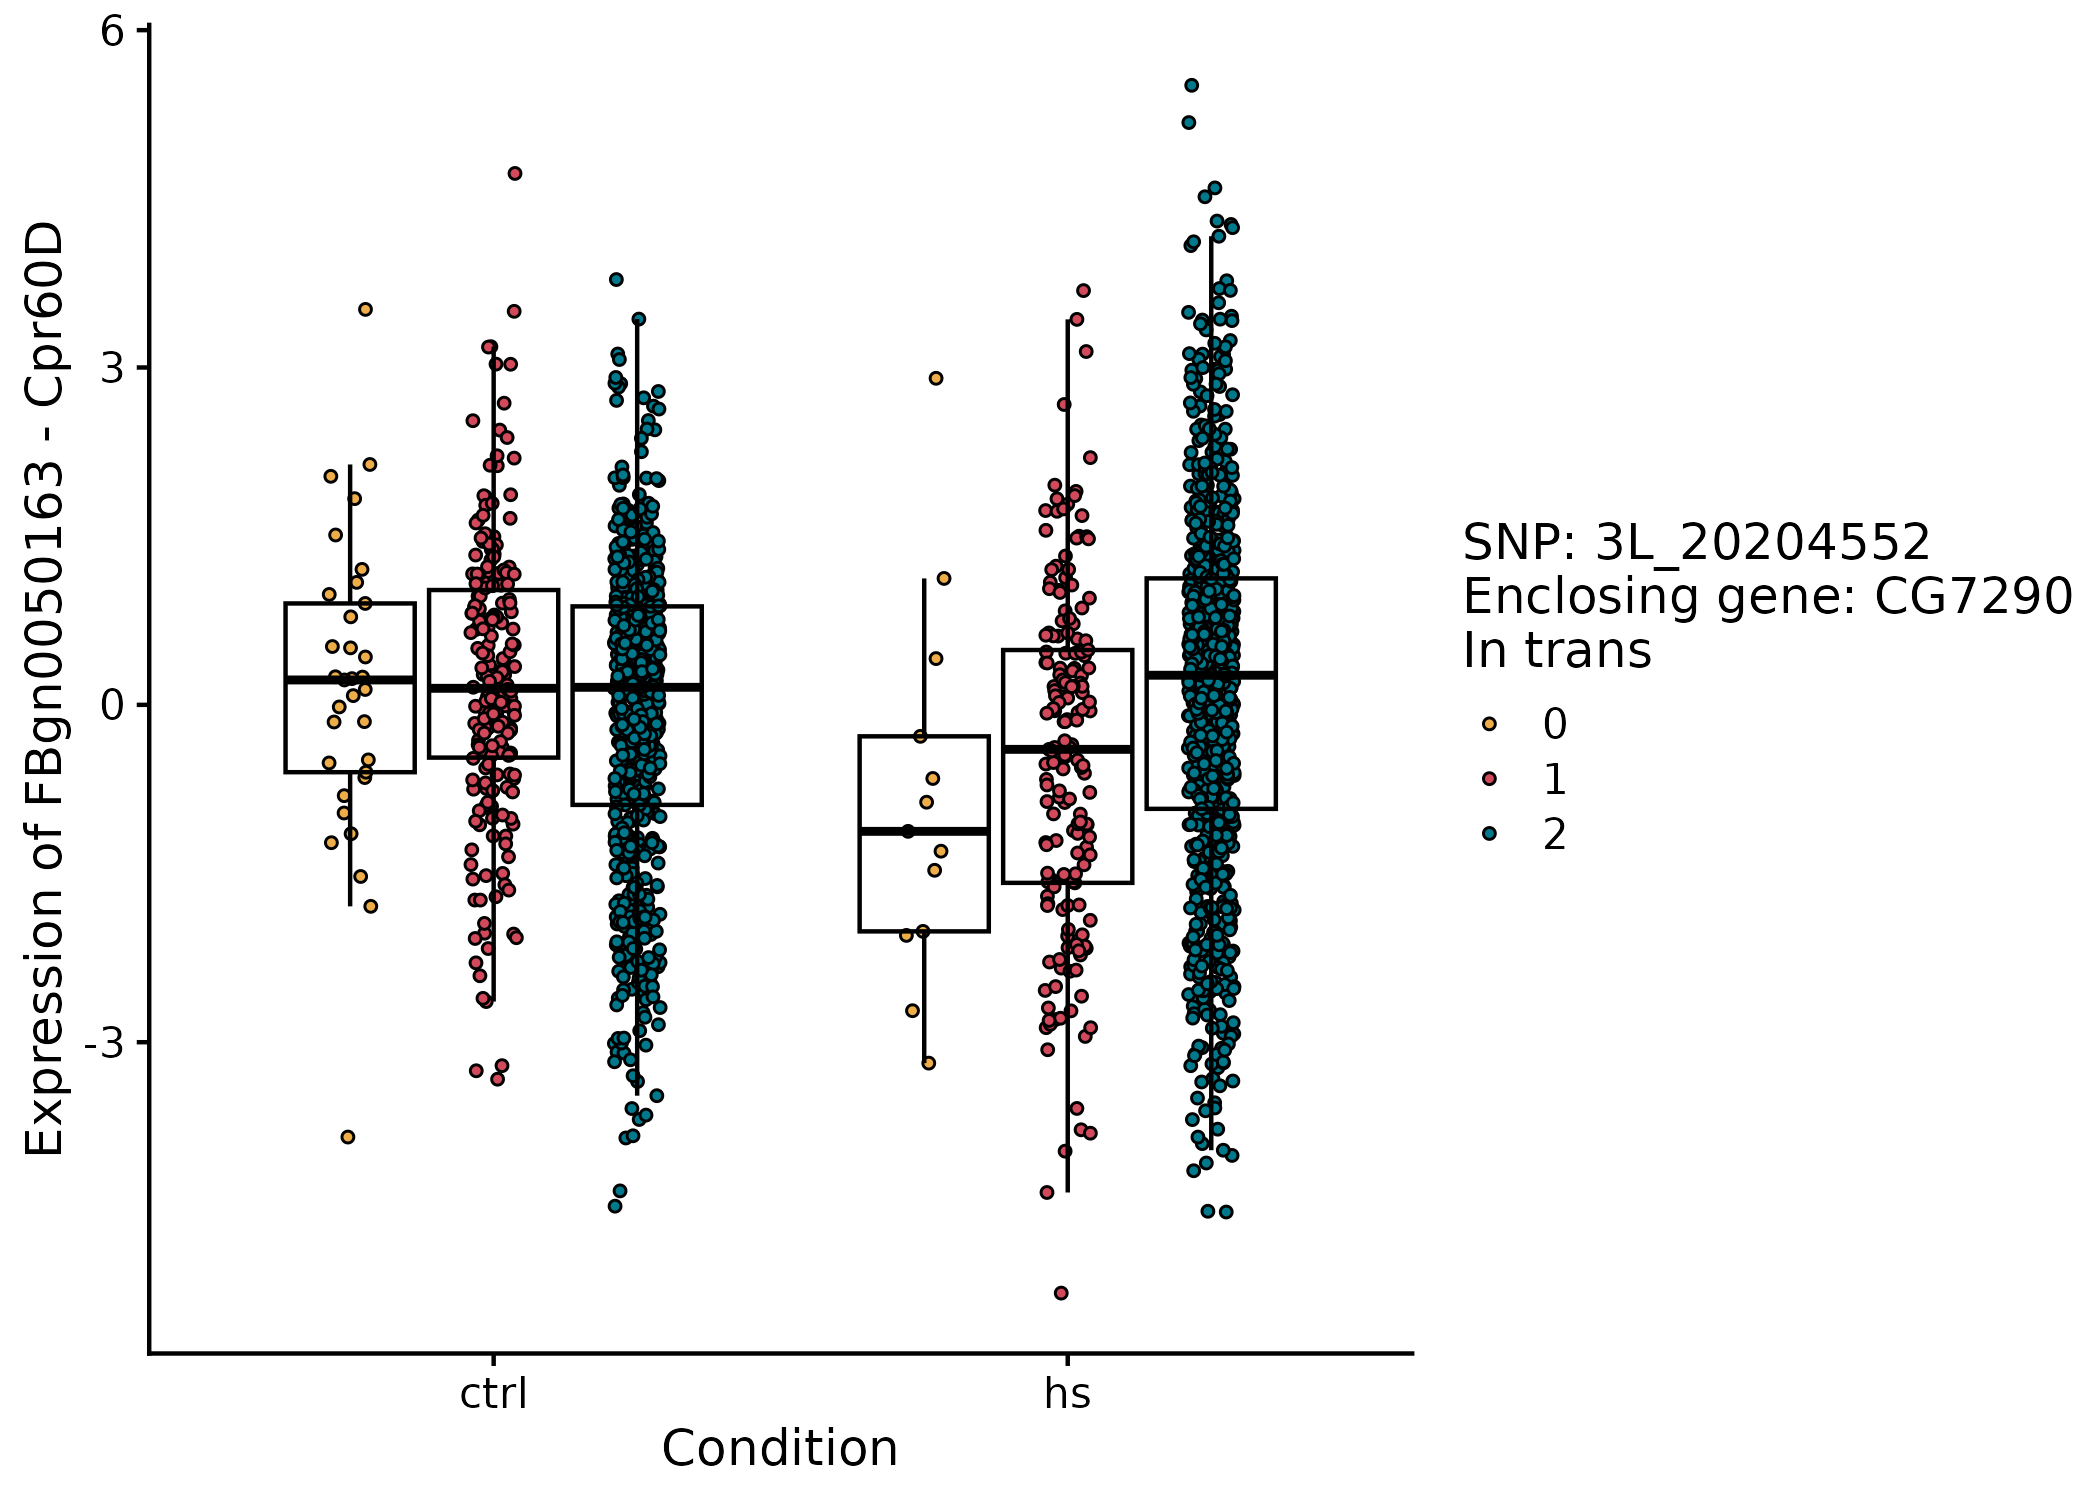 Expression of FBgn0050163 - Cpr60D
6
3
0
-3
ctrl
hs
Condition
SNP: 3L_20204552
Enclosing gene: CG7290
In trans
0
1
2